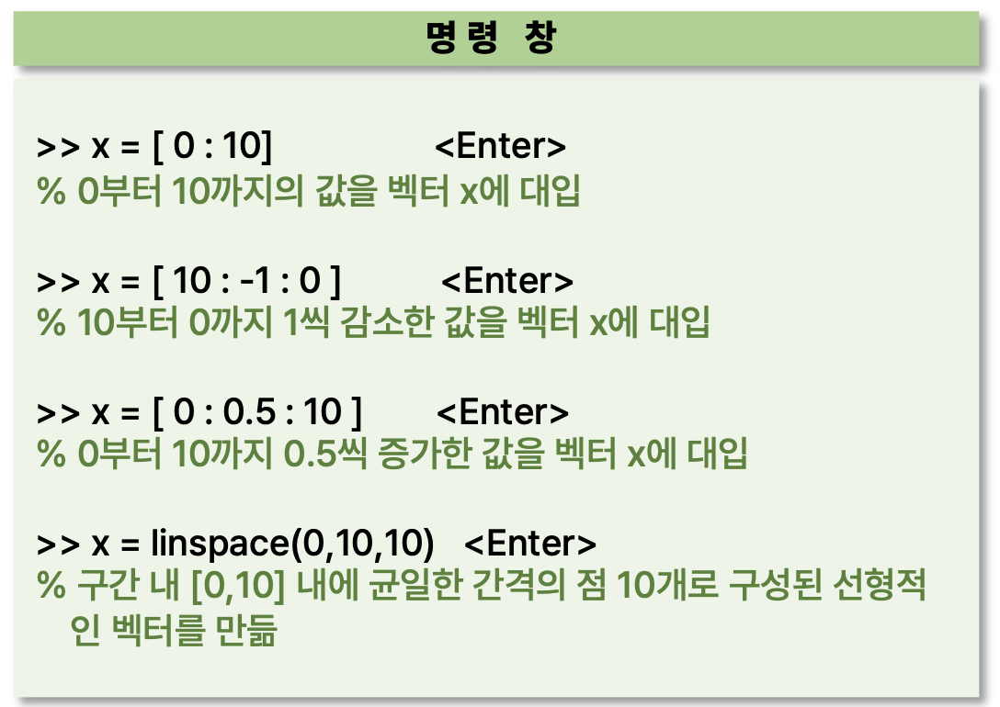 명령 창
>> x = [ 0 : 10] <Enter>
% 0부터 10까지의 값을 벡터 x에 대입
>> x = [ 10 : -1 : 0 ] <Enter>
% 10부터 0까지 1씩 감소한 값을 벡터 x에 대입
>> x = [ 0 : 0.5 : 10 ] <Enter>
% 0부터 10까지 0.5씩 증가한 값을 벡터 x에 대입
>> x = linspace(0,10,10) <Enter>
% 구간 내 [0,10] 내에 균일한 간격의 점 10개로 구성된 선형적
인 벡터를 만듦